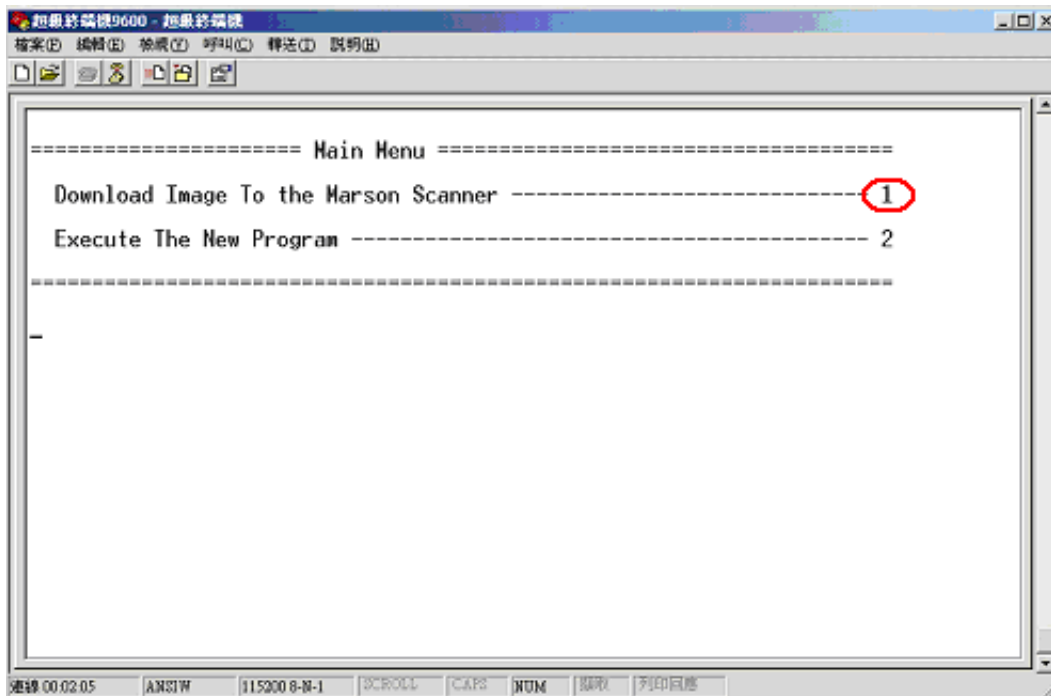 超級終端機9600 - 超級終端機
檔案(F) 編輯(E) 檢視(V) 呼叫(C) 轉送(T) 說明(H)
====================== Main Menu =====================================
Download Image To the Marson Scanner ----------------------------- 1
Execute The New Program ------------------------------------------ 2
======================================================================
_
連線 00:02:05 ANSIW 115200 8-N-1 SCROLL CAPS NUM 擷取 列印回應